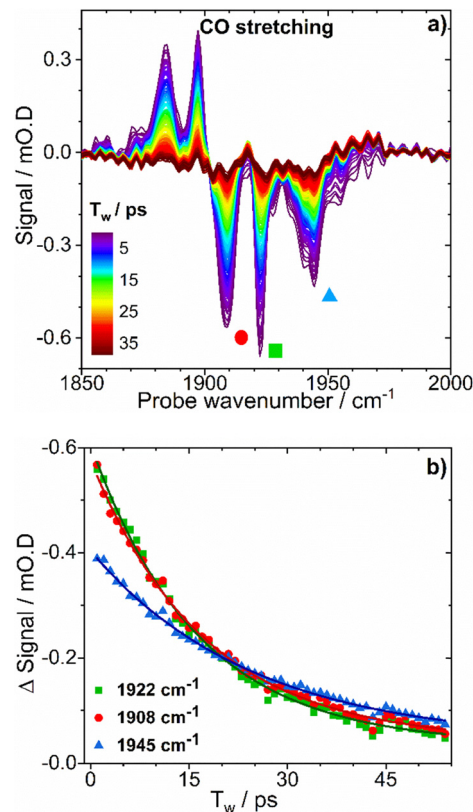 CO stretching
a)
0.3
0.0
-0.3
-0.6
Signal / mO.D
T_w / ps
5
15
25
35
1850 1900 1950 2000
Probe wavenumber / cm⁻¹
b)
-0.6
-0.4
-0.2
-0.0
Δ Signal / mO.D
1922 cm⁻¹
1908 cm⁻¹
1945 cm⁻¹
0 15 30 45
T_w / ps